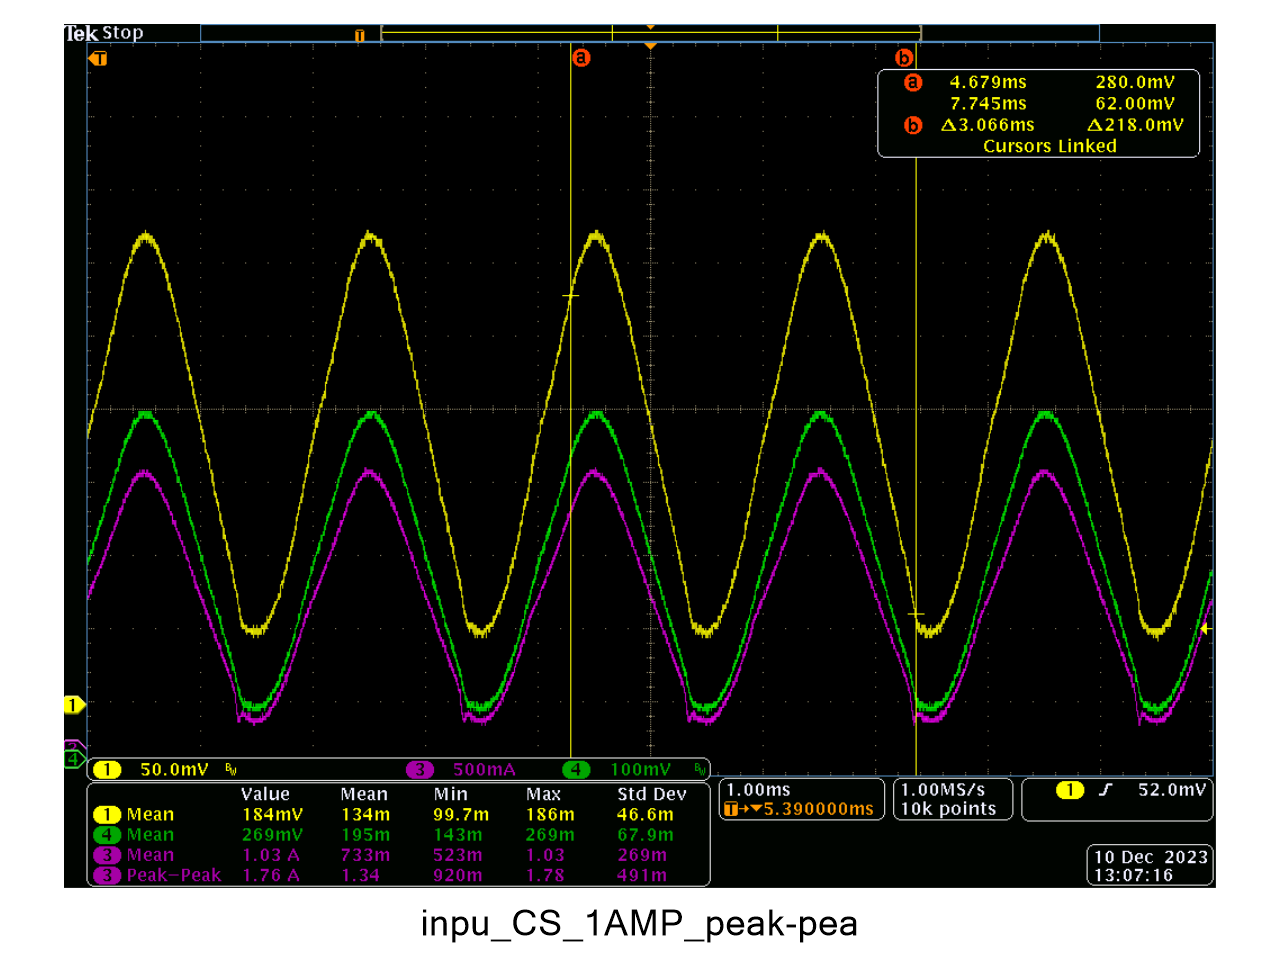 Tek Stop
T
T
a
b
a 4.679ms 280.0mV
7.745ms 62.00mV
b Δ3.066ms Δ218.0mV
Cursors Linked
1
4
1 50.0mV BW 3 500mA 4 100mV BW
Value Mean Min Max Std Dev
1 Mean 184mV 134m 99.7m 186m 46.6m
4 Mean 269mV 195m 143m 269m 67.9m
3 Mean 1.03 A 733m 523m 1.03 269m
3 Peak-Peak 1.76 A 1.34 920m 1.78 491m
1.00ms
T→▼5.390000ms
1.00MS/s
10k points
1 52.0mV
10 Dec 2023
13:07:16
inpu_CS_1AMP_peak-pea